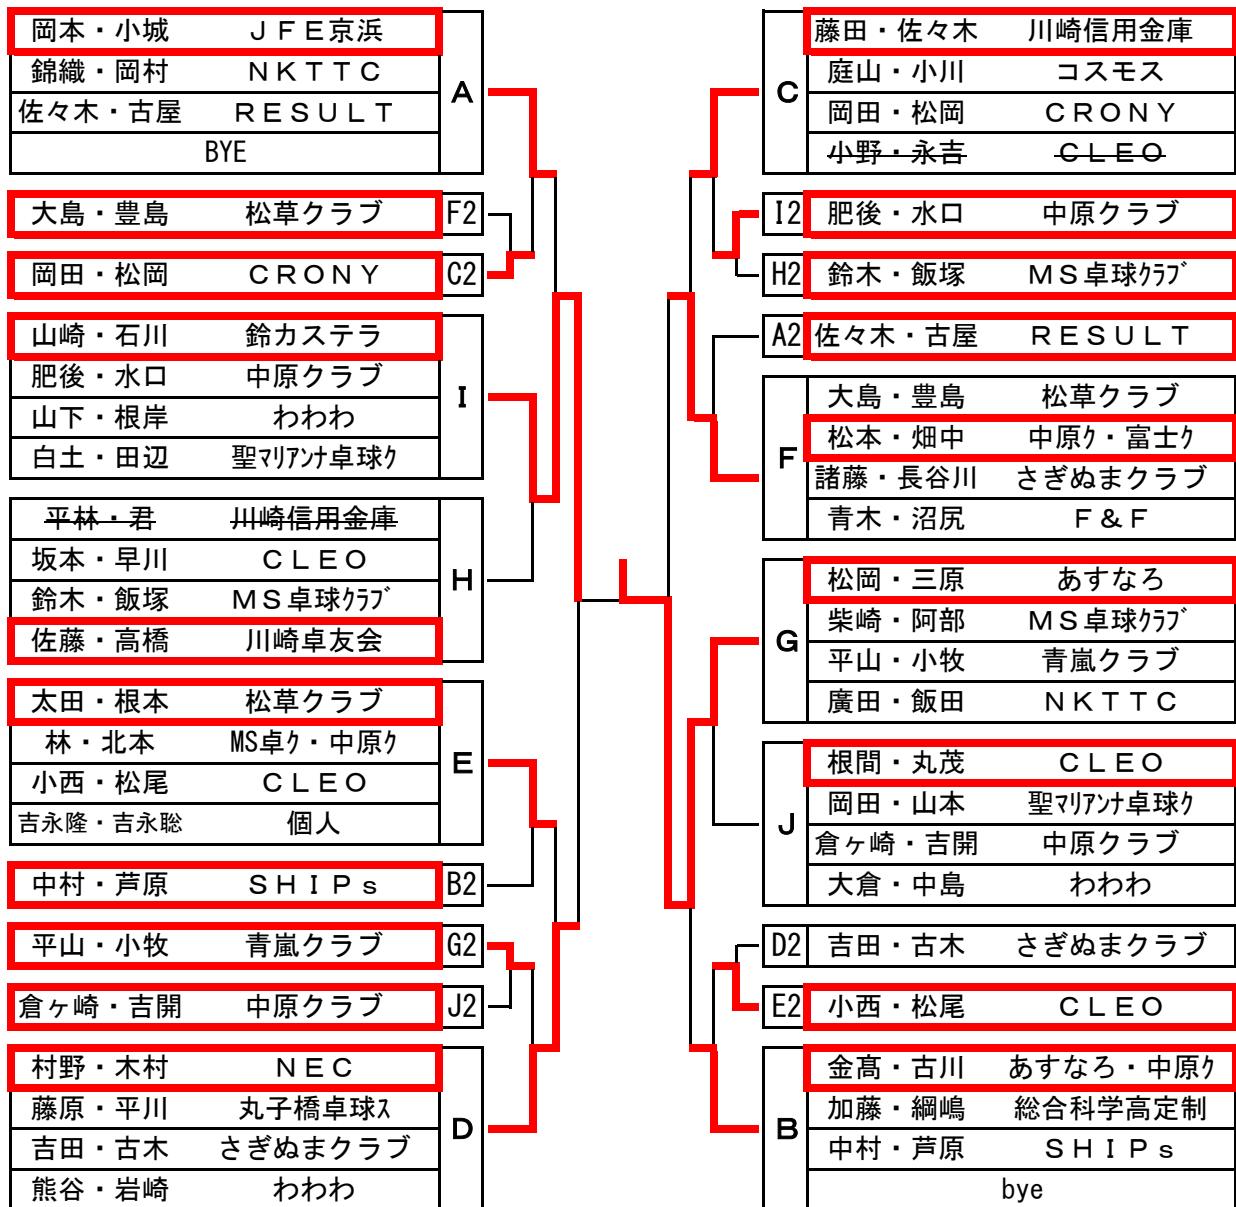 岡本・小城 ＪＦＥ京浜
錦織・岡村 ＮＫＴＴＣ
佐々木・古屋 ＲＥＳＵＬＴ
BYE
A
大島・豊島 松草クラブ F2
岡田・松岡 ＣＲＯＮＹ C2
山崎・石川 鈴カステラ
肥後・水口 中原クラブ
山下・根岸 わわわ
白土・田辺 聖ﾏﾘｱﾝﾅ卓球ｸ
I
平林・君 川崎信用金庫
坂本・早川 ＣＬＥＯ
鈴木・飯塚 ＭＳ卓球ｸﾗﾌﾞ
佐藤・高橋 川崎卓友会
H
太田・根本 松草クラブ
林・北本 MS卓ｸ・中原ｸ
小西・松尾 ＣＬＥＯ
吉永隆・吉永聡 個人
E
中村・芦原 ＳＨＩＰｓ B2
平山・小牧 青嵐クラブ G2
倉ヶ崎・吉開 中原クラブ J2
村野・木村 ＮＥＣ
藤原・平川 丸子橋卓球ｽ
吉田・古木 さぎぬまクラブ
熊谷・岩崎 わわわ
D
藤田・佐々木 川崎信用金庫
庭山・小川 コスモス
岡田・松岡 ＣＲＯＮＹ
小野・永吉 ＣＬＥＯ
C
I2 肥後・水口 中原クラブ
H2 鈴木・飯塚 ＭＳ卓球ｸﾗﾌﾞ
A2 佐々木・古屋 ＲＥＳＵＬＴ
大島・豊島 松草クラブ
松本・畑中 中原ｸ・富士ｸ
諸藤・長谷川 さぎぬまクラブ
青木・沼尻 Ｆ＆Ｆ
F
松岡・三原 あすなろ
柴崎・阿部 ＭＳ卓球ｸﾗﾌﾞ
平山・小牧 青嵐クラブ
廣田・飯田 ＮＫＴＴＣ
G
根間・丸茂 ＣＬＥＯ
岡田・山本 聖ﾏﾘｱﾝﾅ卓球ｸ
倉ヶ崎・吉開 中原クラブ
大倉・中島 わわわ
J
D2 吉田・古木 さぎぬまクラブ
E2 小西・松尾 ＣＬＥＯ
金髙・古川 あすなろ・中原ｸ
加藤・綱嶋 総合科学高定制
中村・芦原 ＳＨＩＰｓ
bye
B